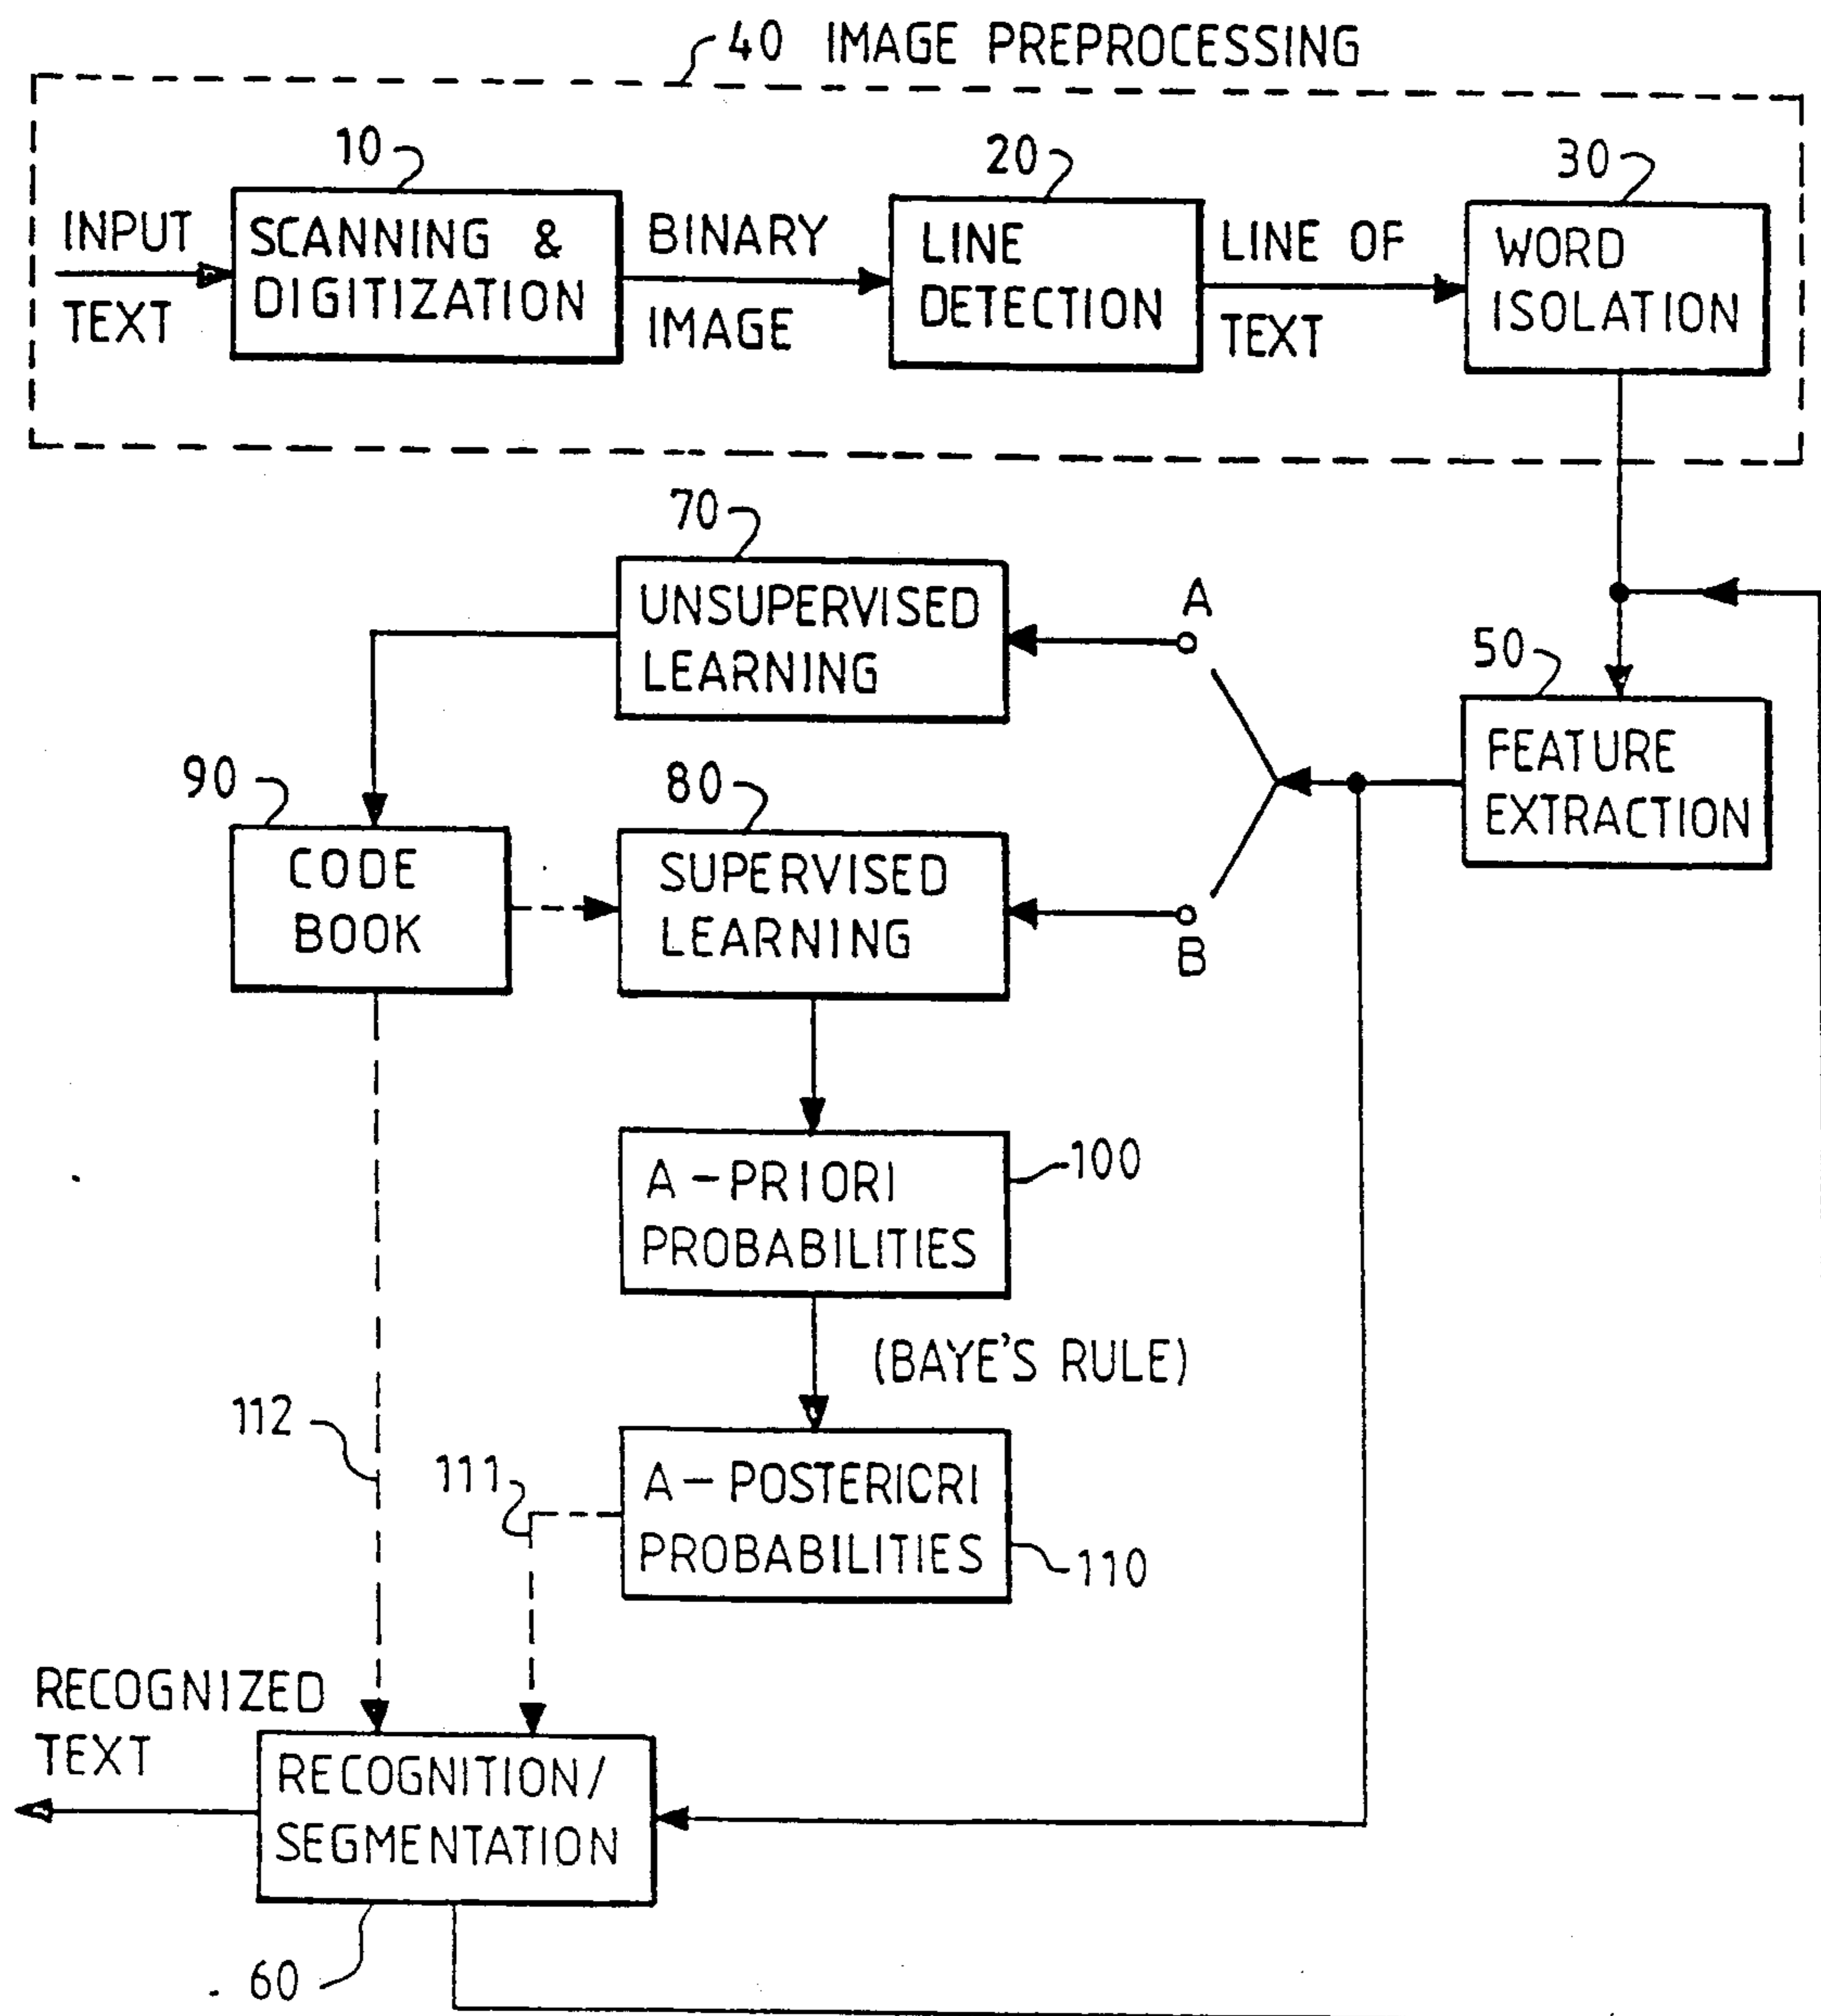 40 IMAGE PREPROCESSING
10
20
30
INPUT
TEXT
SCANNING &
DIGITIZATION
BINARY
IMAGE
LINE
DETECTION
LINE OF
TEXT
WORD
ISOLATION
70
UNSUPERVISED
LEARNING
A
50
FEATURE
EXTRACTION
90
CODE
BOOK
80
SUPERVISED
LEARNING
B
A-PRIORI
PROBABILITIES
100
(BAYE'S RULE)
112
111
A-POSTERICRI
PROBABILITIES
110
RECOGNIZED
TEXT
RECOGNITION/
SEGMENTATION
60